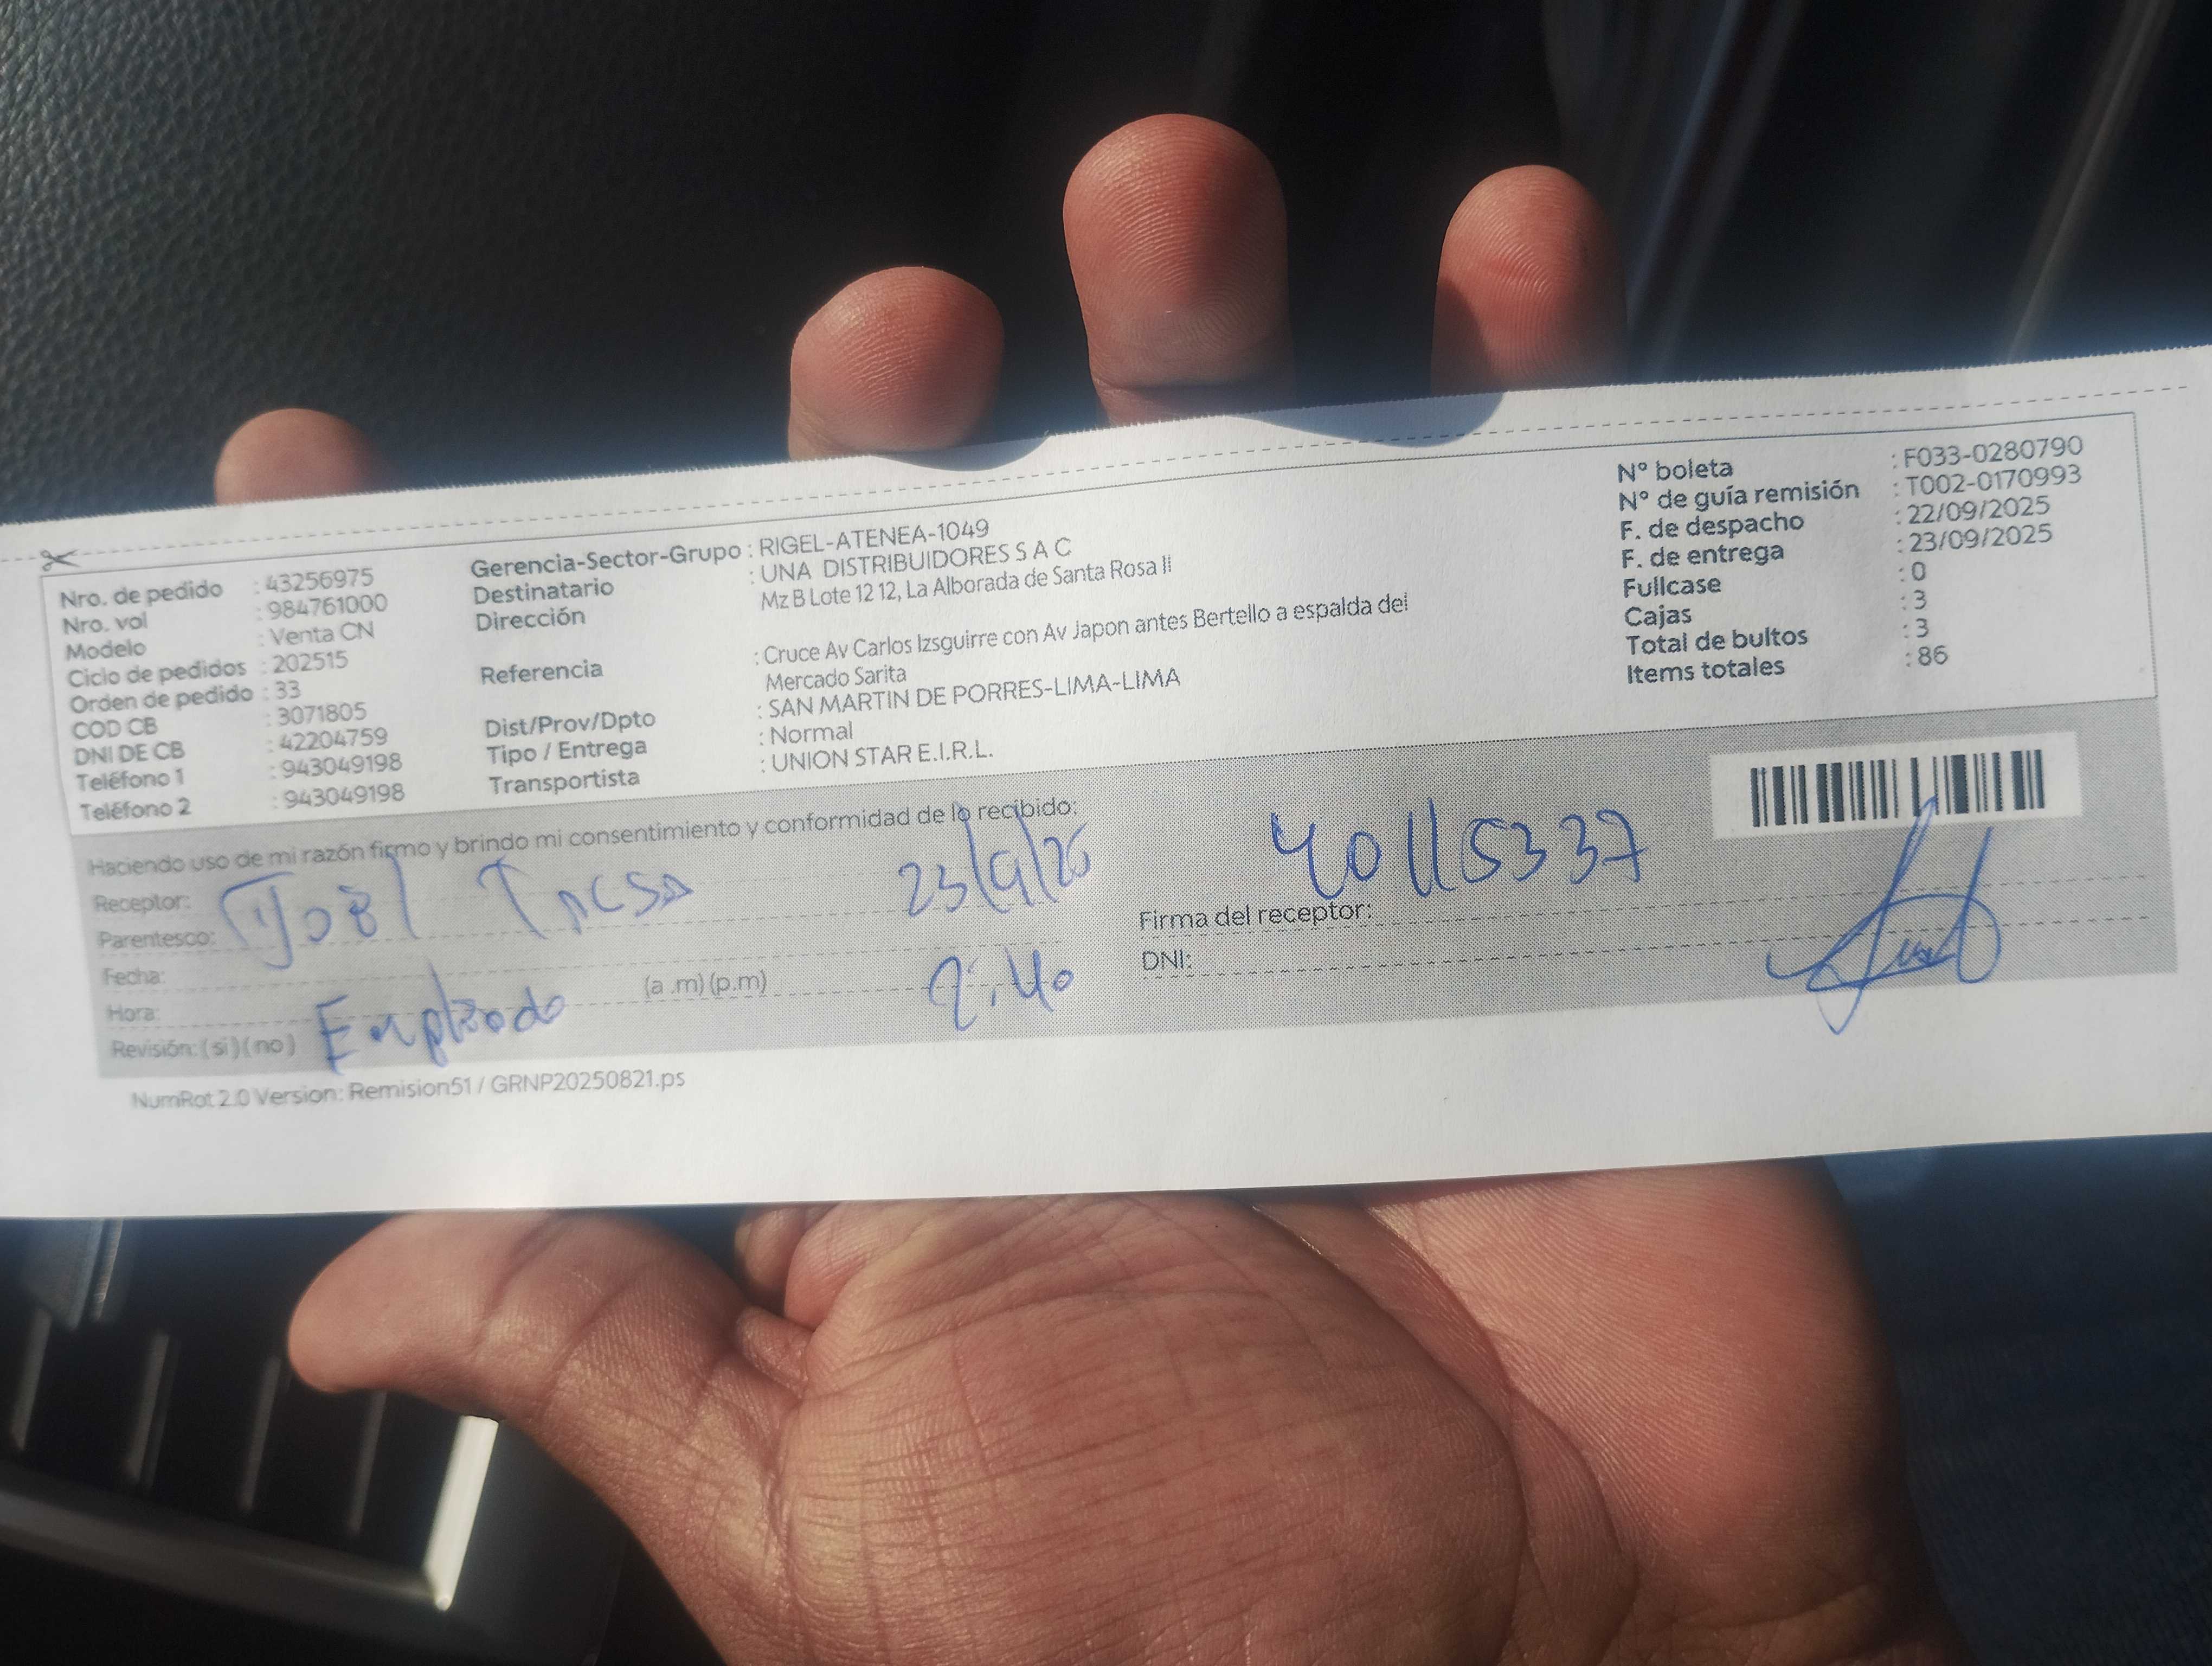 Nro. de pedido : 43256975
Nro. vol : 984761000
Modelo : Venta CN
Ciclo de pedidos : 202515
Orden de pedido : 33
COD CB : 3071805
DNI DE CB : 42204759
Teléfono 1 : 943049198
Teléfono 2 : 943049198
Gerencia-Sector-Grupo : RIGEL-ATENEA-1049
Destinatario : UNA DISTRIBUIDORES S A C
Dirección Mz B Lote 12 12, La Alborada de Santa Rosa II
Referencia : Cruce Av Carlos Izsguirre con Av Japon antes Bertello a espalda del
Mercado Sarita
Dist/Prov/Dpto : SAN MARTIN DE PORRES-LIMA-LIMA
Tipo / Entrega : Normal
Transportista : UNION STAR E.I.R.L.
N° boleta : F033-0280790
N° de guía remisión : T002-0170993
F. de despacho : 22/09/2025
F. de entrega : 23/09/2025
Fullcase : 0
Cajas : 3
Total de bultos : 3
Items totales : 86
Haciendo uso de mi razón firmo y brindo mi consentimiento y conformidad de lo recibido:
Receptor: Joel
Parentesco:
Fecha:
Hora: (a .m) (p.m)
Revisión: (si) (no) Empleado
23/9/25
2:40
40115337
Firma del receptor:
DNI:
NumRot 2.0 Version: Remision51 / GRNP20250821.ps